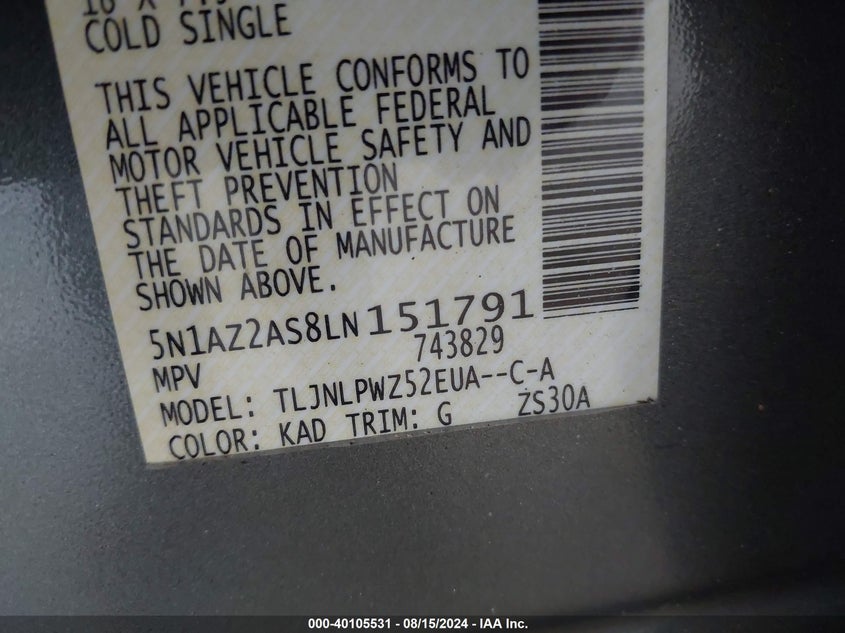 COLD SINGLE
THIS VEHICLE CONFORMS TO
ALL APPLICABLE FEDERAL
MOTOR VEHICLE SAFETY AND
THEFT PREVENTION
STANDARDS IN EFFECT ON
THE DATE OF MANUFACTURE
SHOWN ABOVE.
5N1AZ2AS8LN151791
MPV 743829
MODEL: TLJNLPWZ52EUA--C-A
COLOR: KAD TRIM: G ZS30A
000-40105531 - 08/15/2024 - IAA Inc.